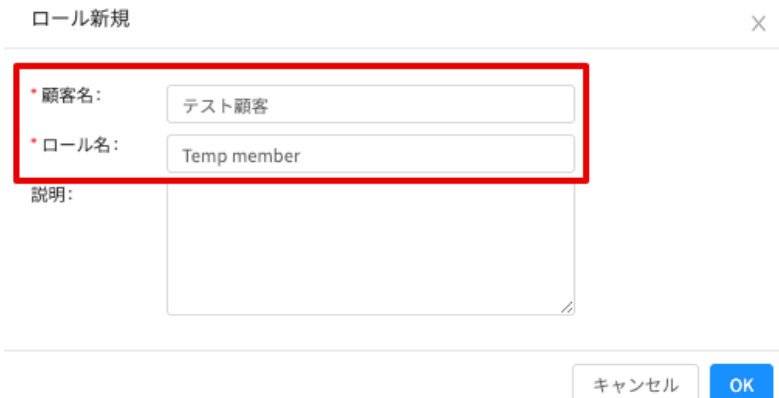 ロール新規
* 顧客名:
テスト顧客
* ロール名:
Temp member
説明:
キャンセル
OK